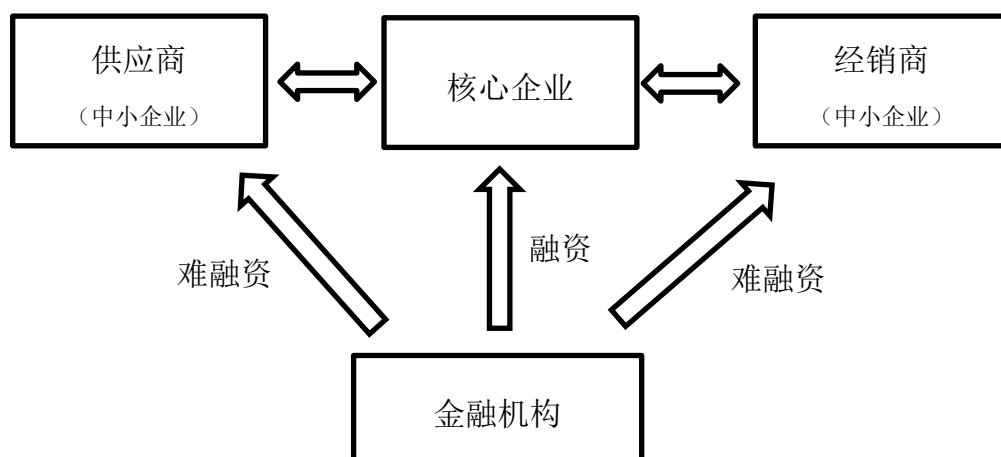 供应商
（中小企业）
核心企业
经销商
（中小企业）
难融资
融资
难融资
金融机构